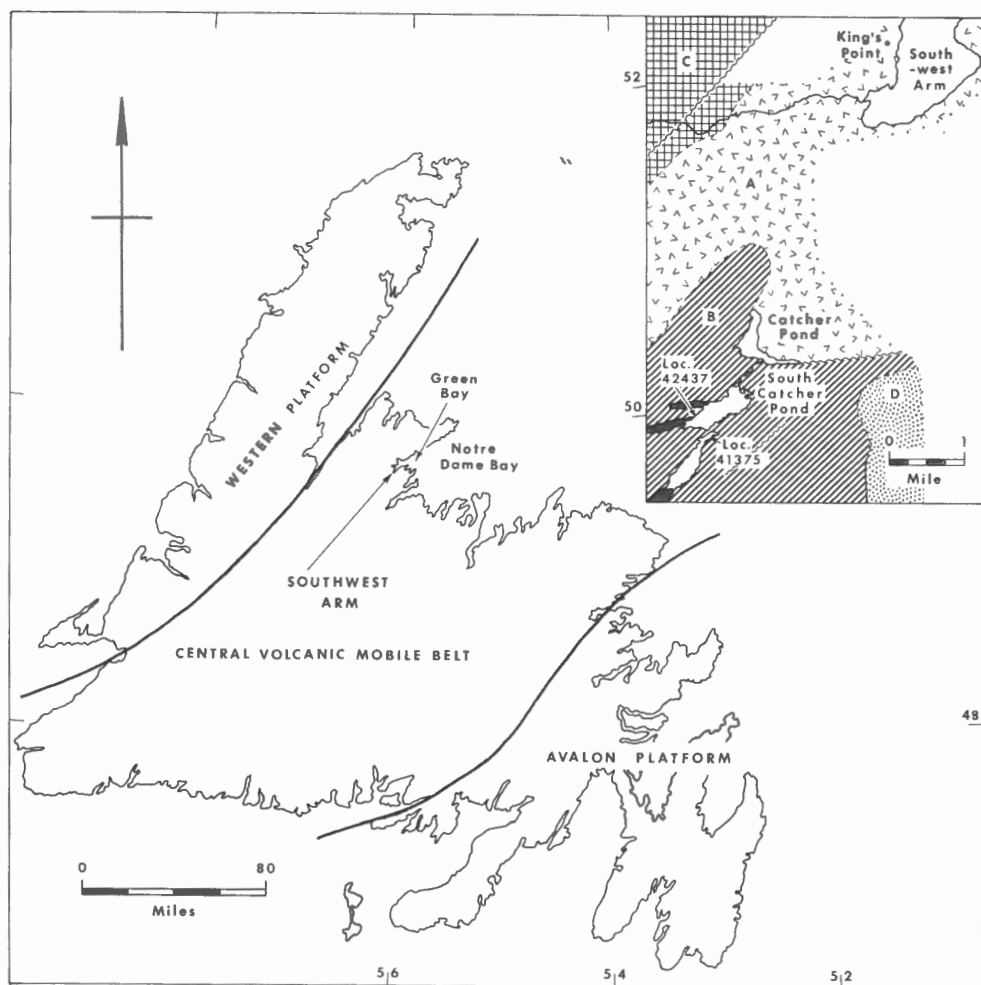 WESTERN PLATFORM
Green
Bay
Notre
Dame Bay
SOUTHWEST
ARM
CENTRAL VOLCANIC MOBILE BELT
AVALON PLATFORM
0 80
Miles
56
54
52
48
50
52
King's
Point
South
-west
Arm
C
A
B
Catcher
Pond
Loc.
42437
South
Catcher
Pond
D
Loc.
41375
0 1
Mile